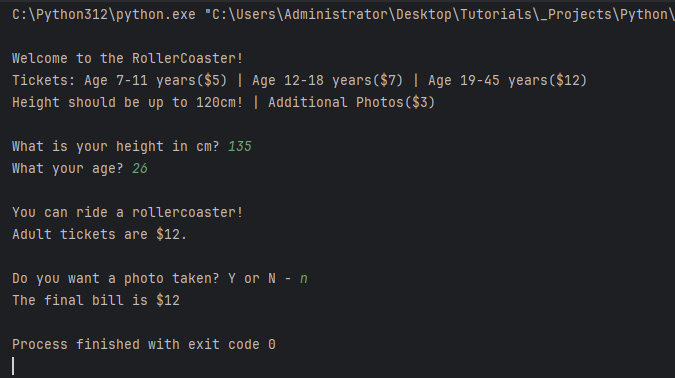 C:\Python312\python.exe "C:\Users\Administrator\Desktop\Tutorials\_Projects\Python\
Welcome to the RollerCoaster!
Tickets: Age 7-11 years($5) | Age 12-18 years($7) | Age 19-45 years($12)
Height should be up to 120cm! | Additional Photos($3)
What is your height in cm? 135
What your age? 26
You can ride a rollercoaster!
Adult tickets are $12.
Do you want a photo taken? Y or N - n
The final bill is $12
Process finished with exit code 0